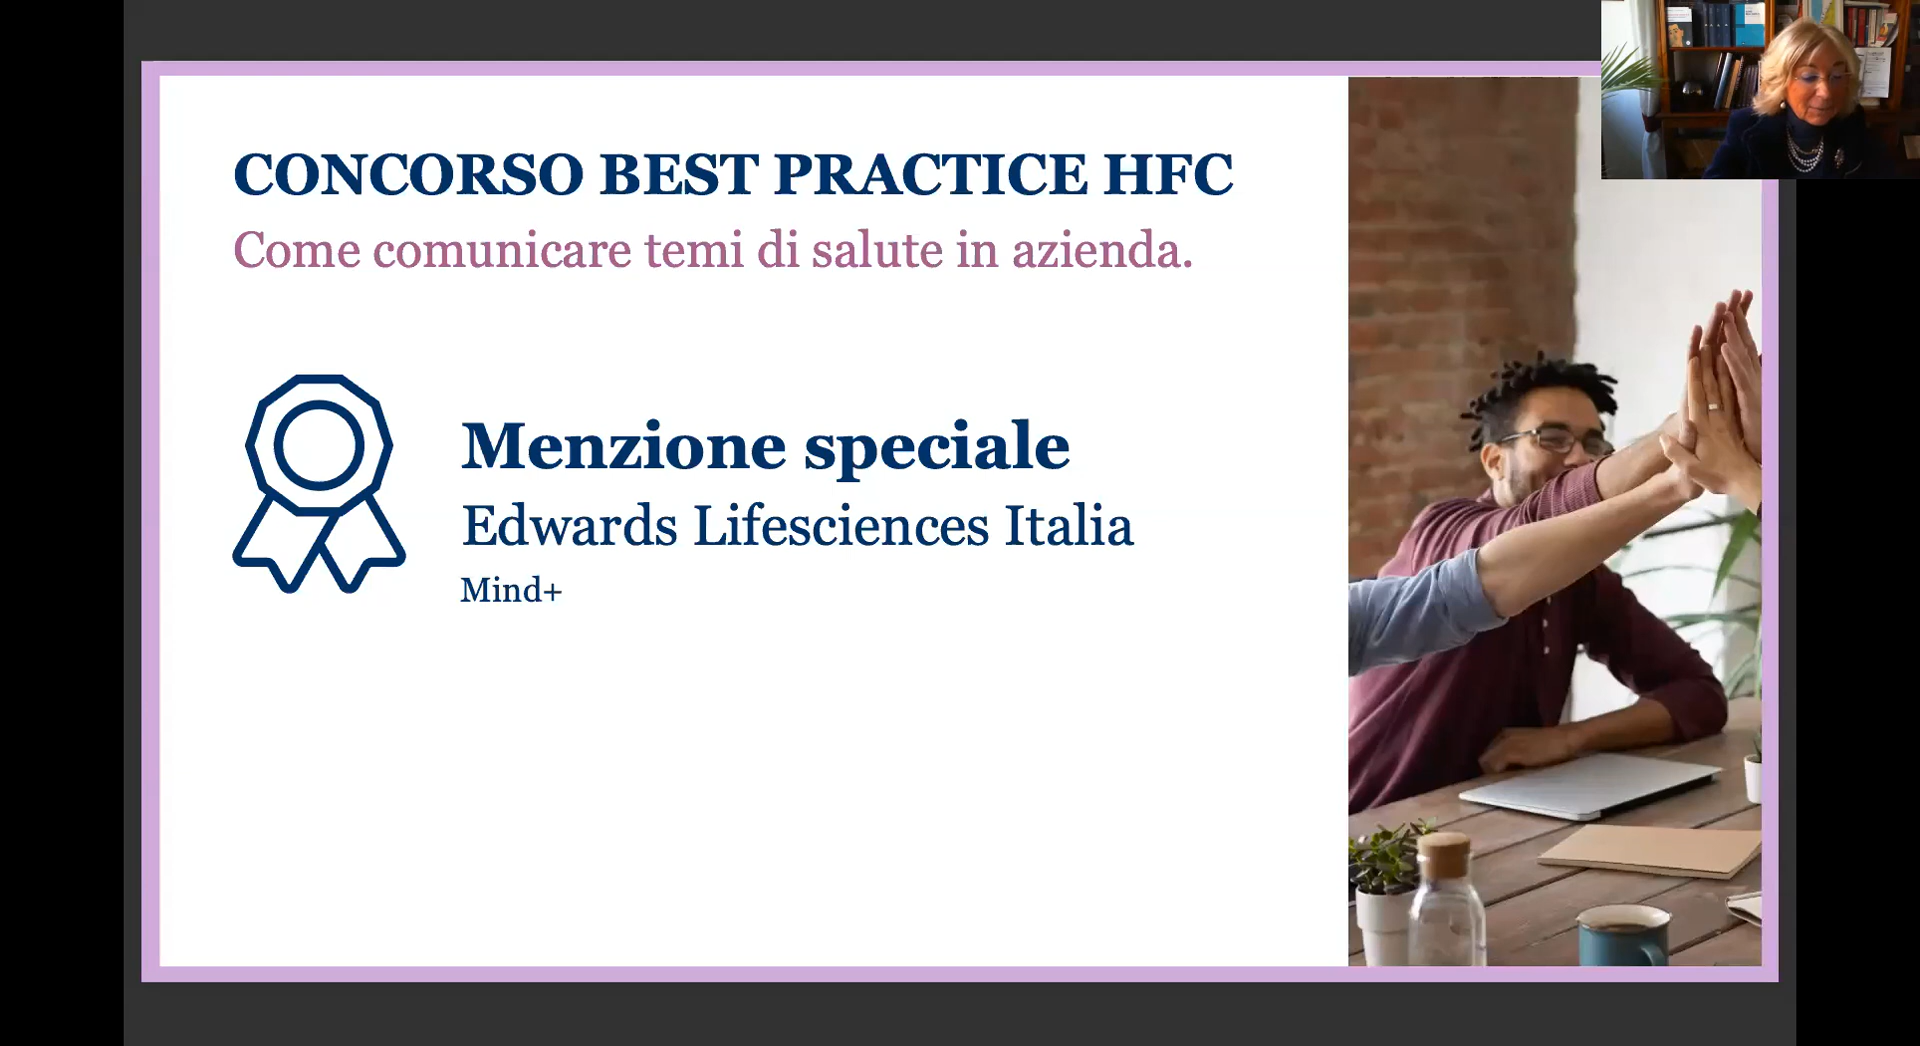 CONCORSO BEST PRACTICE HFC
Come comunicare temi di salute in azienda.
Menzione speciale
Edwards Lifesciences Italia
Mind+